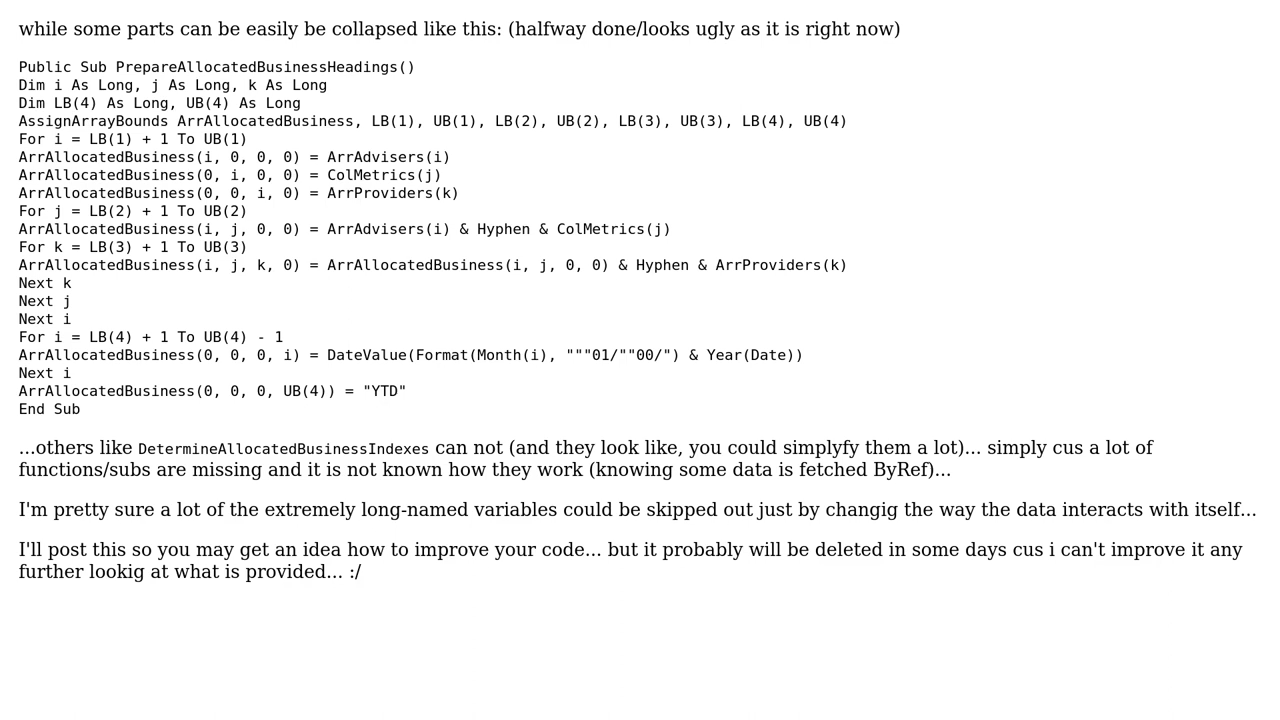 while some parts can be easily be collapsed like this: (halfway done/looks ugly as it is right now)
Public Sub PrepareAllocatedBusinessHeadings()
Dim i As Long, j As Long, k As Long
Dim LB(4) As Long, UB(4) As Long
AssignArrayBounds ArrAllocatedBusiness, LB(1), UB(1), LB(2), UB(2), LB(3), UB(3), LB(4), UB(4)
For i = LB(1) + 1 To UB(1)
ArrAllocatedBusiness(i, 0, 0, 0) = ArrAdvisers(i)
ArrAllocatedBusiness(0, i, 0, 0) = ColMetrics(j)
ArrAllocatedBusiness(0, 0, i, 0) = ArrProviders(k)
For j = LB(2) + 1 To UB(2)
ArrAllocatedBusiness(i, j, 0, 0) = ArrAdvisers(i) & Hyphen & ColMetrics(j)
For k = LB(3) + 1 To UB(3)
ArrAllocatedBusiness(i, j, k, 0) = ArrAllocatedBusiness(i, j, 0, 0) & Hyphen & ArrProviders(k)
Next k
Next j
Next i
For i = LB(4) + 1 To UB(4) - 1
ArrAllocatedBusiness(0, 0, 0, i) = DateValue(Format(Month(i), """01/""00/") & Year(Date))
Next i
ArrAllocatedBusiness(0, 0, 0, UB(4)) = "YTD"
End Sub
...others like DetermineAllocatedBusinessIndexes can not (and they look like, you could simplyfy them a lot)... simply cus a lot of
functions/subs are missing and it is not known how they work (knowing some data is fetched ByRef)...
I'm pretty sure a lot of the extremely long-named variables could be skipped out just by changig the way the data interacts with itself...
I'll post this so you may get an idea how to improve your code... but it probably will be deleted in some days cus i can't improve it any
further lookig at what is provided... :/